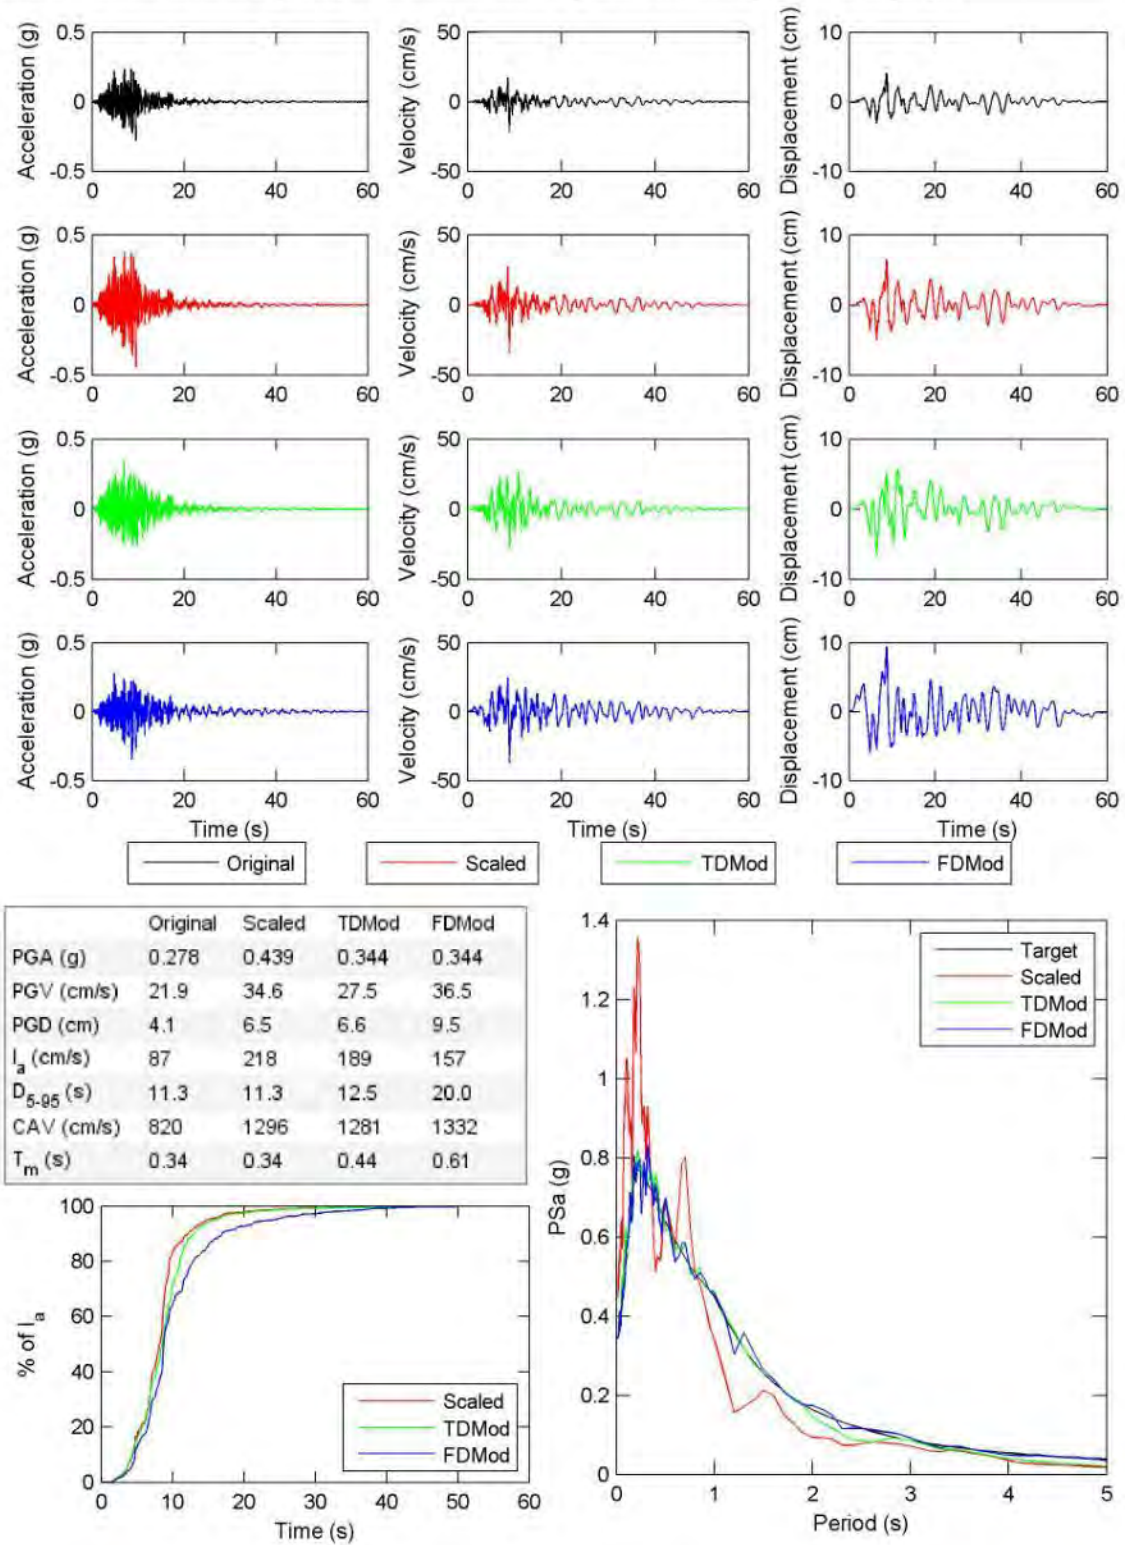 0.5
0
-0.5
Acceleration (g)
0 20 40 60
50
0
-50
Velocity (cm/s)
0 20 40 60
10
0
-10
Displacement (cm)
0 20 40 60
0.5
0
-0.5
Acceleration (g)
0 20 40 60
50
0
-50
Velocity (cm/s)
0 20 40 60
10
0
-10
Displacement (cm)
0 20 40 60
0.5
0
-0.5
Acceleration (g)
0 20 40 60
50
0
-50
Velocity (cm/s)
0 20 40 60
10
0
-10
Displacement (cm)
0 20 40 60
0.5
0
-0.5
Acceleration (g)
0 20 40 60
Time (s)
50
0
-50
Velocity (cm/s)
0 20 40 60
Time (s)
10
0
-10
Displacement (cm)
0 20 40 60
Time (s)
Original
Scaled
TDMod
FDMod
Original Scaled TDMod FDMod
PGA (g) 0.278 0.439 0.344 0.344
PGV (cm/s) 21.9 34.6 27.5 36.5
PGD (cm) 4.1 6.5 6.6 9.5
I_a (cm/s) 87 218 189 157
D_5-95 (s) 11.3 11.3 12.5 20.0
CAV (cm/s) 820 1296 1281 1332
T_m (s) 0.34 0.34 0.44 0.61
100
80
60
40
20
0
% of I_a
0 10 20 30 40 50 60
Time (s)
Scaled
TDMod
FDMod
1.4
1.2
1
0.8
0.6
0.4
0.2
0
PSa (g)
0 1 2 3 4 5
Period (s)
Target
Scaled
TDMod
FDMod